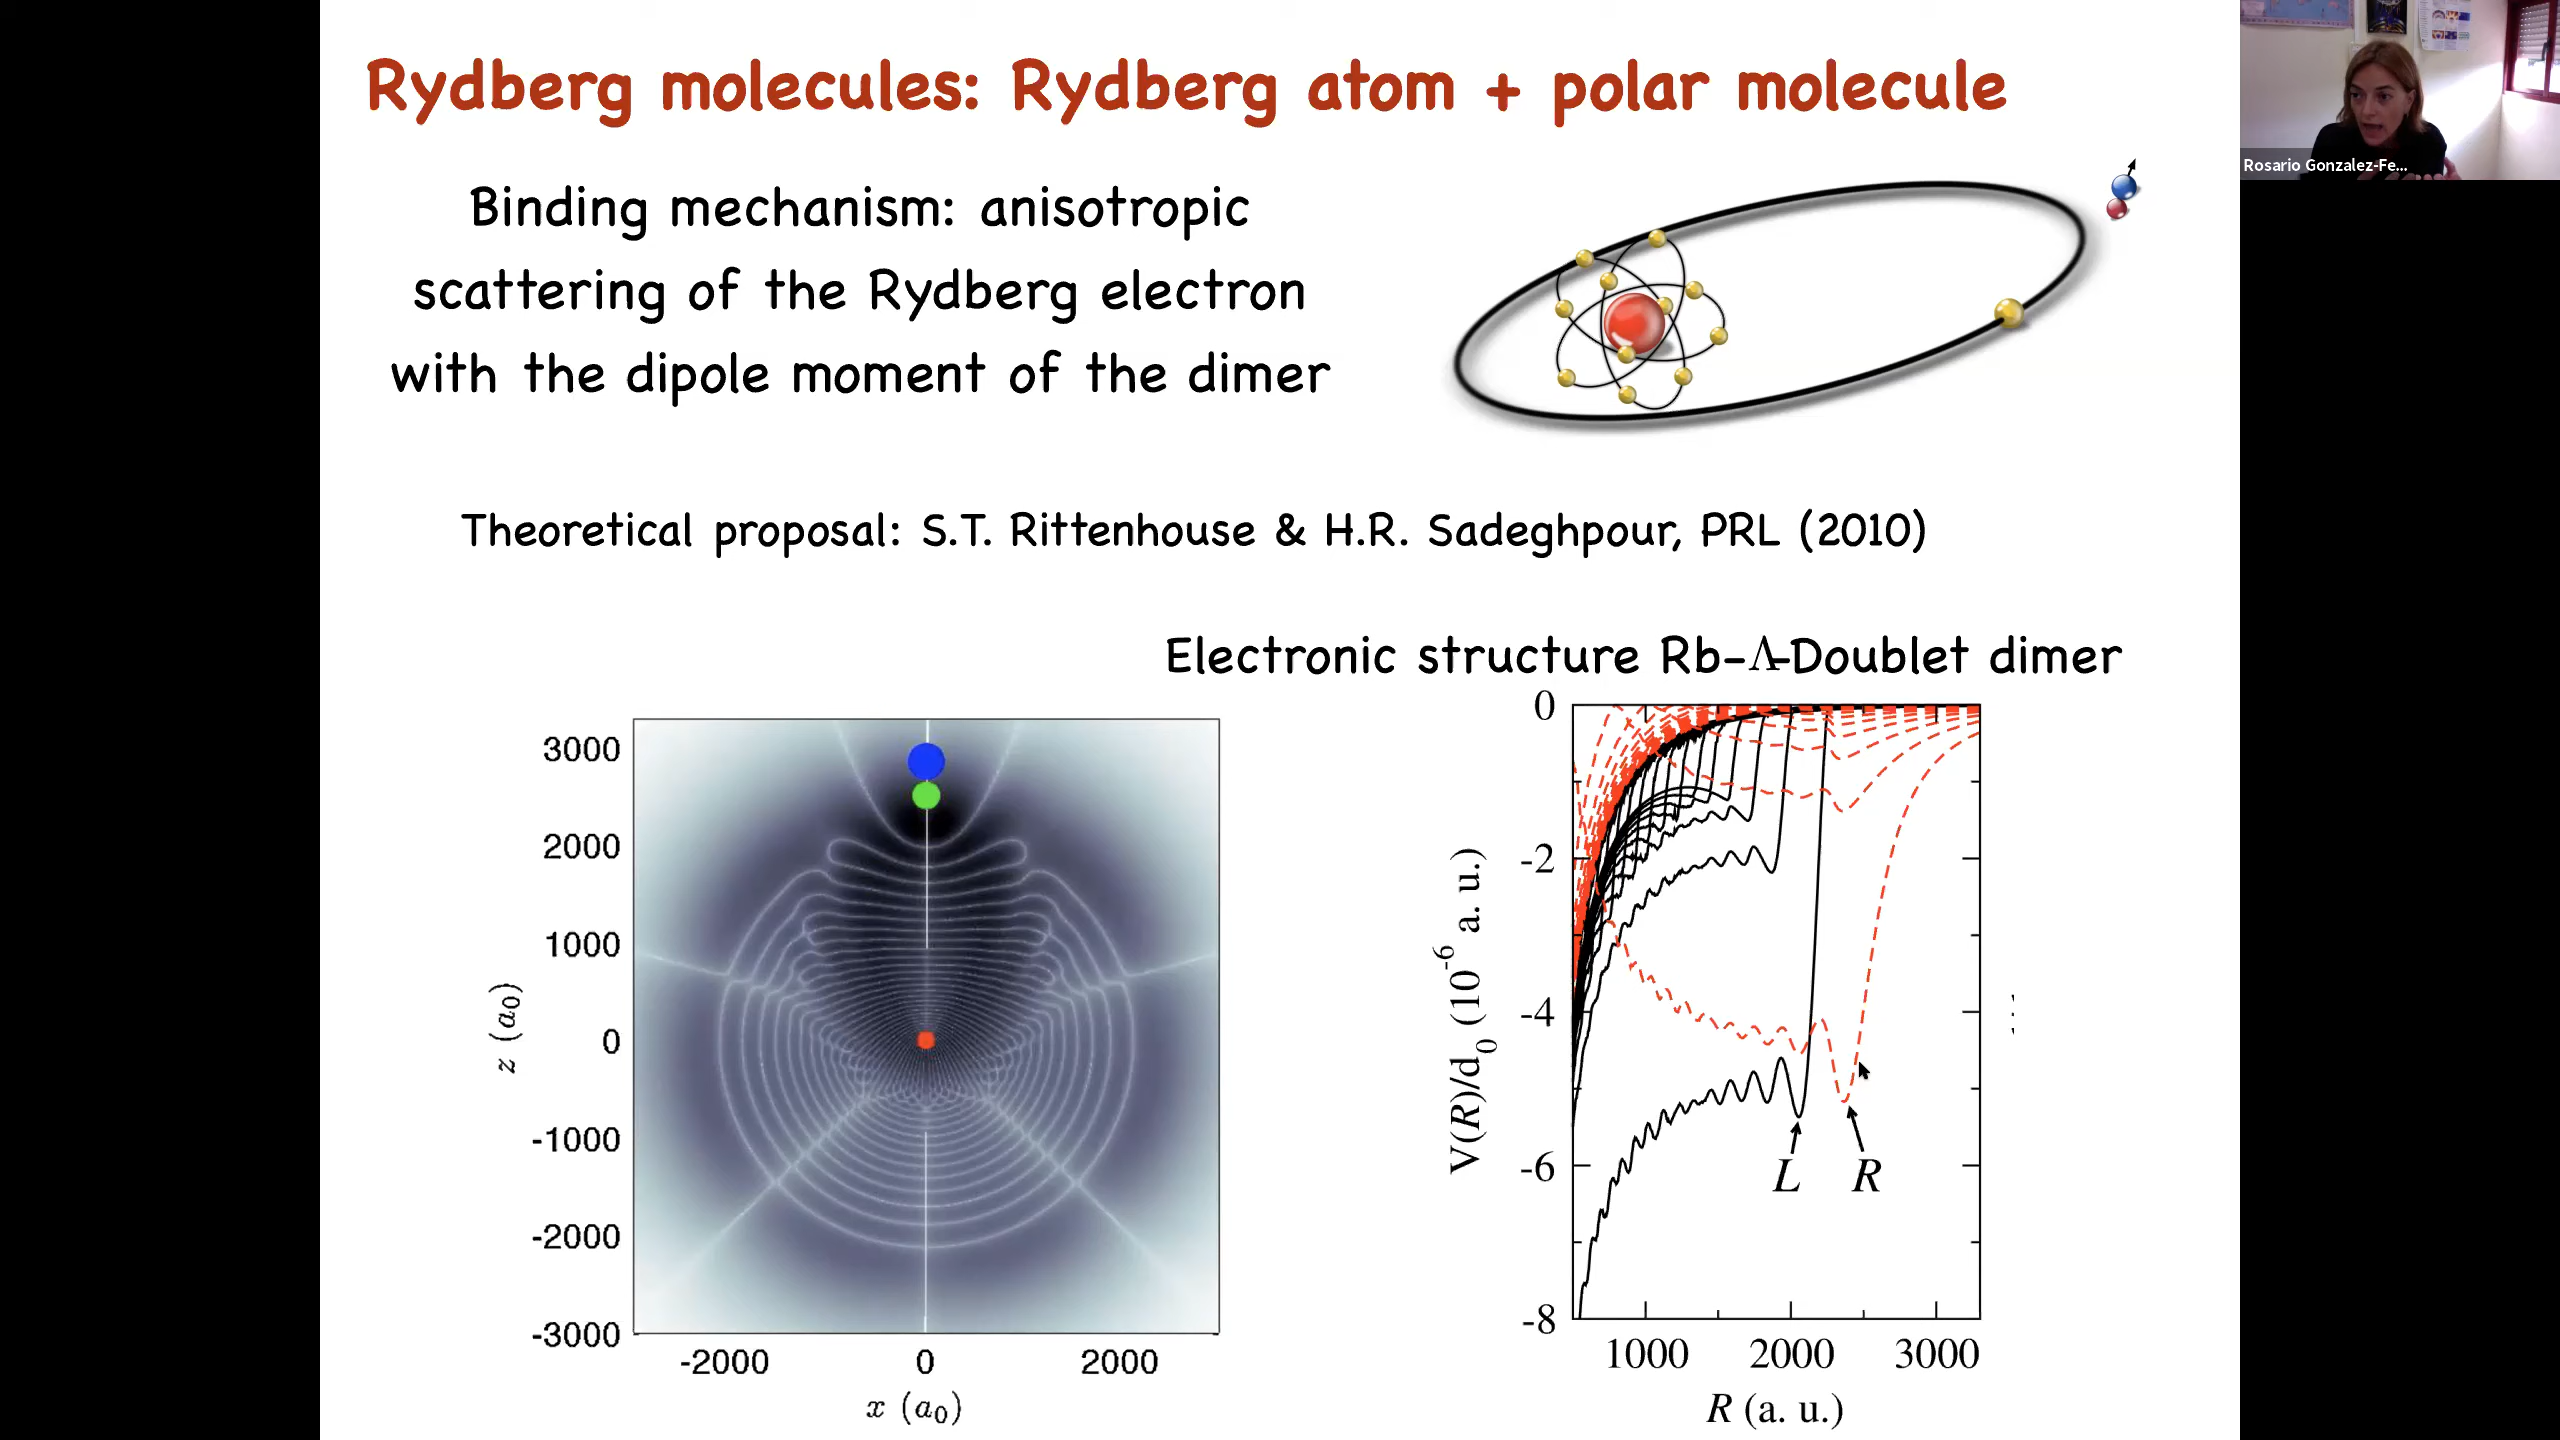 Rydberg molecules: Rydberg atom + polar molecule
Rosario Gonzalez-Fe...
Binding mechanism: anisotropic
scattering of the Rydberg electron
with the dipole moment of the dimer
Theoretical proposal: S.T. Rittenhouse & H.R. Sadeghpour, PRL (2010)
Electronic structure Rb-Λ-Doublet dimer
3000
2000
1000
0
-1000
-2000
-3000
z (a0)
-2000 0 2000
x (a0)
0
-2
-4
-6
-8
V(R)/d0 (10-6 a. u.)
L R
1000 2000 3000
R (a. u.)